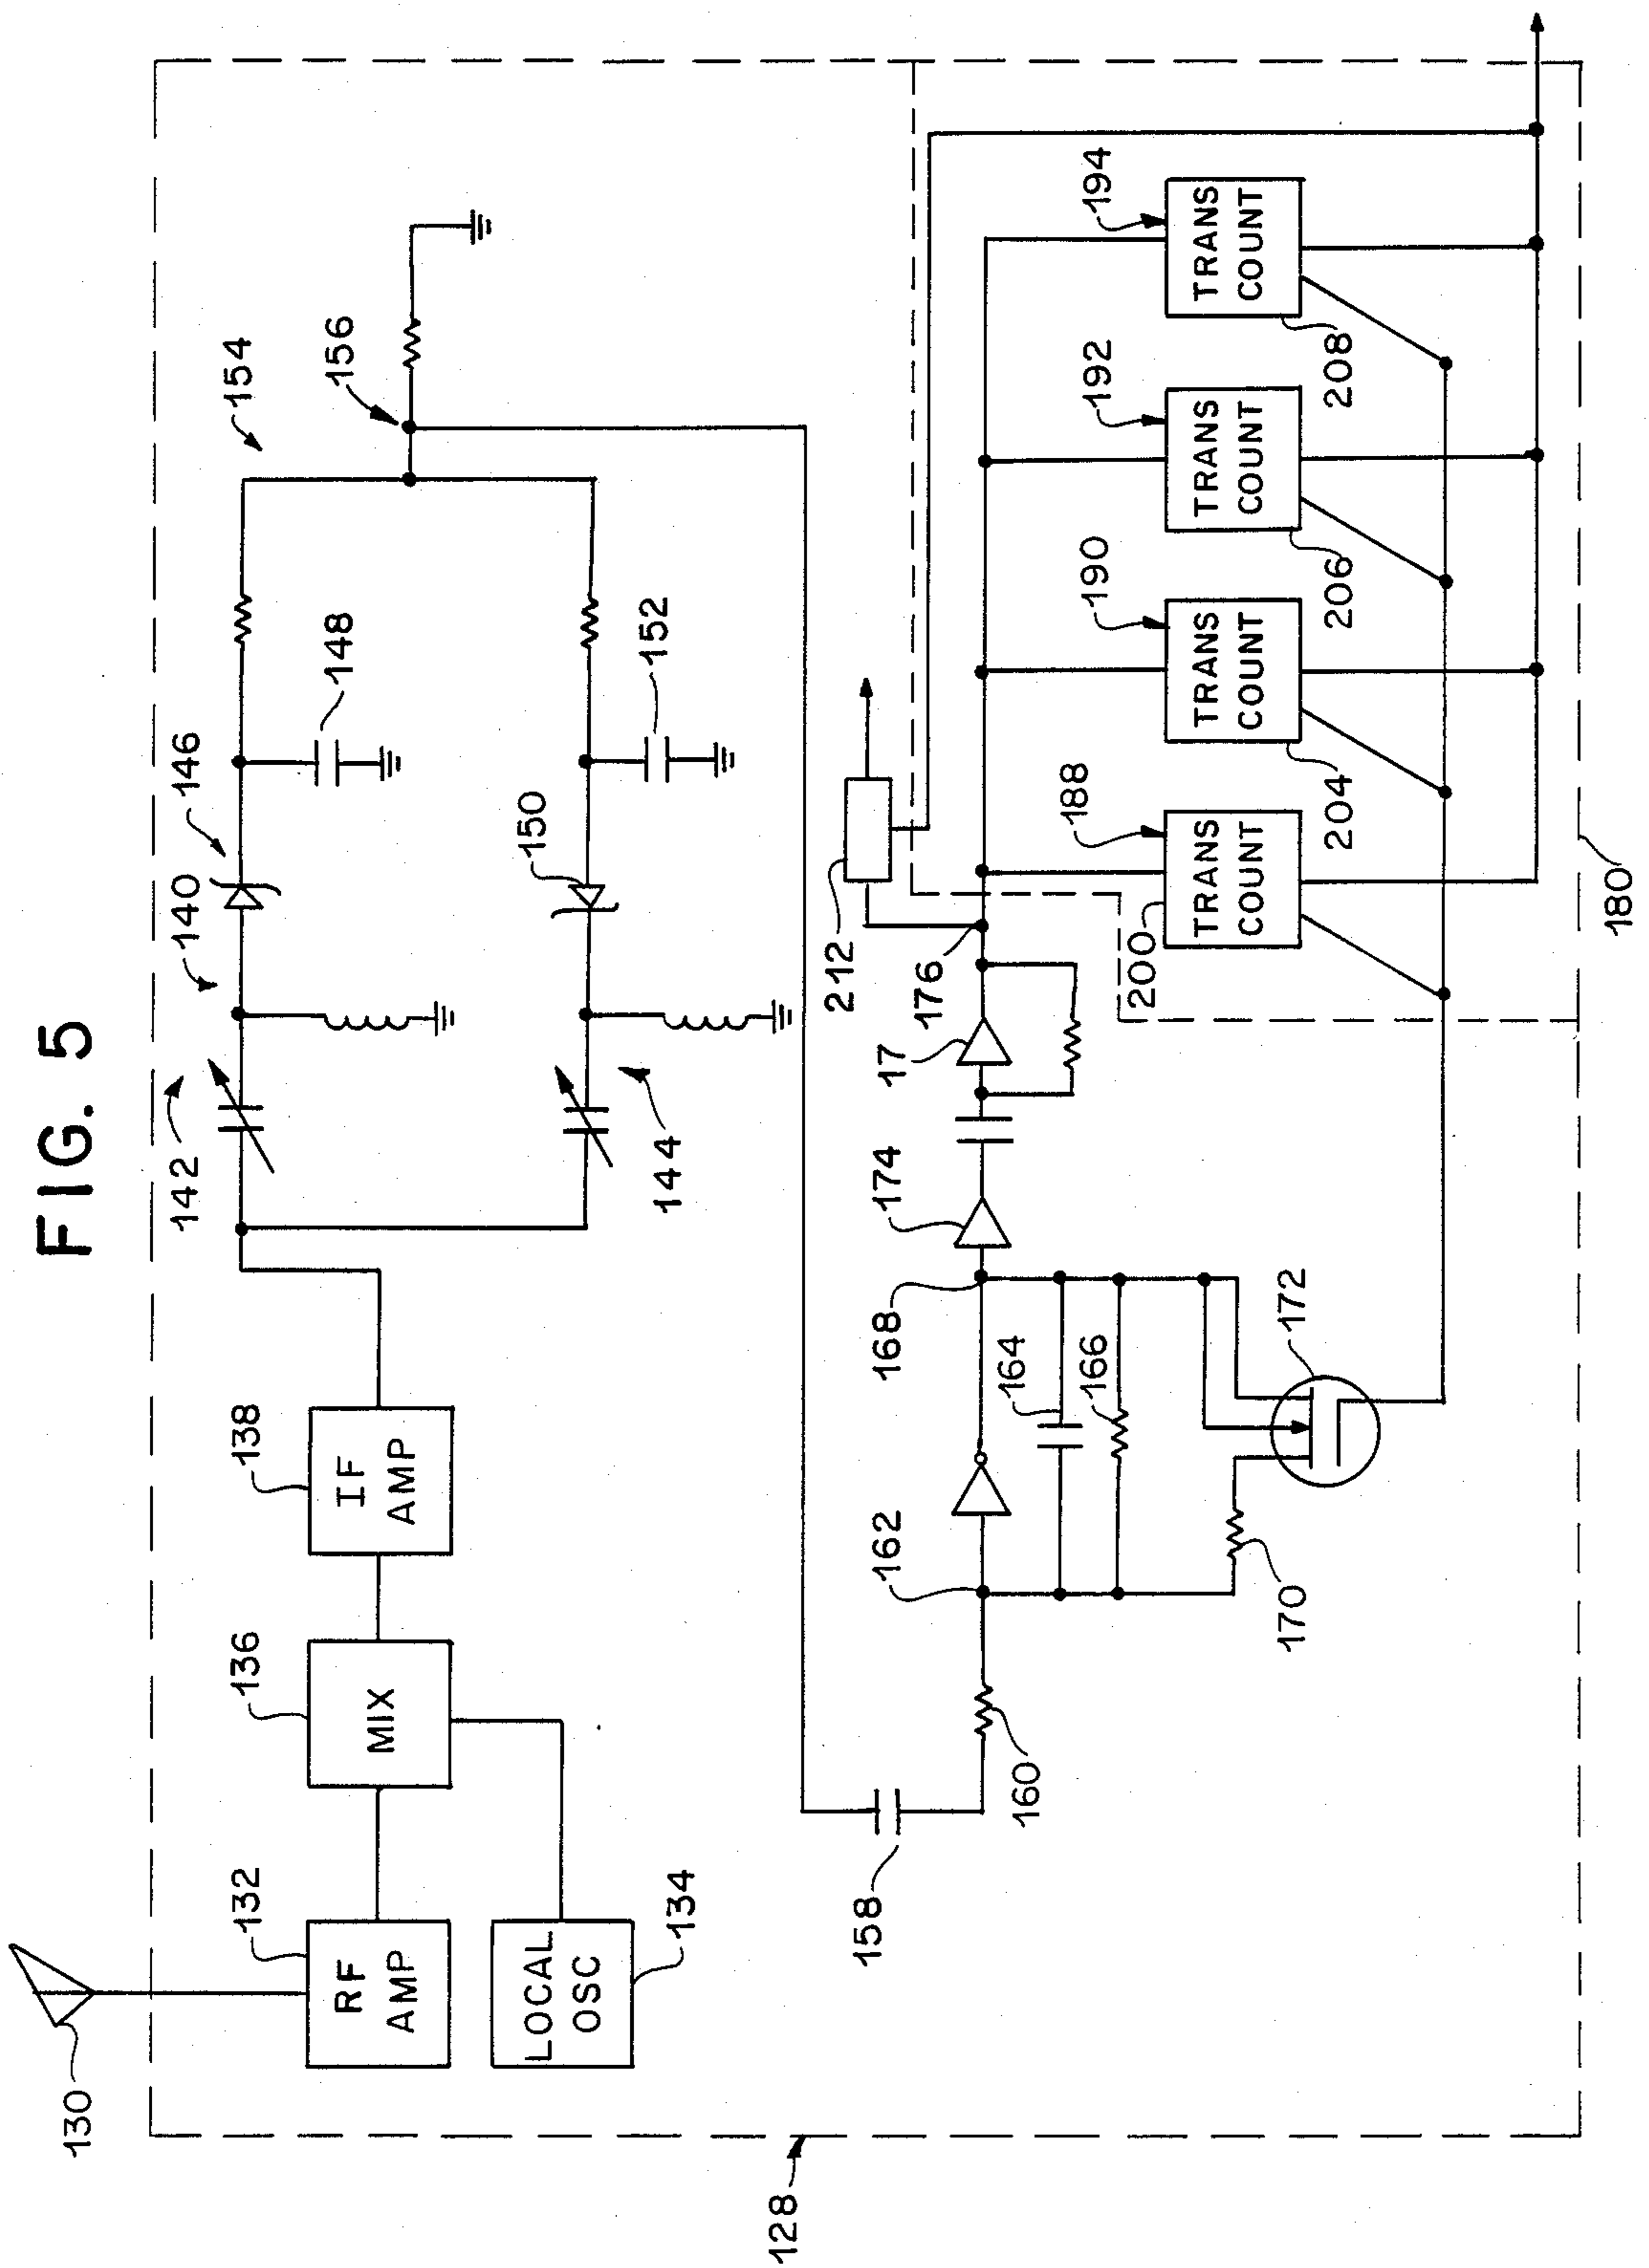 FIG. 5
130
132
RF
AMP
LOCAL
OSC
134
136
MIX
138
IF
AMP
142
140
146
148
144
150
152
154
156
128
158
160
162
164
166
168
170
172
174
17
176
212
200
188
TRANS
COUNT
204
190
TRANS
COUNT
206
192
TRANS
COUNT
208
194
TRANS
COUNT
180